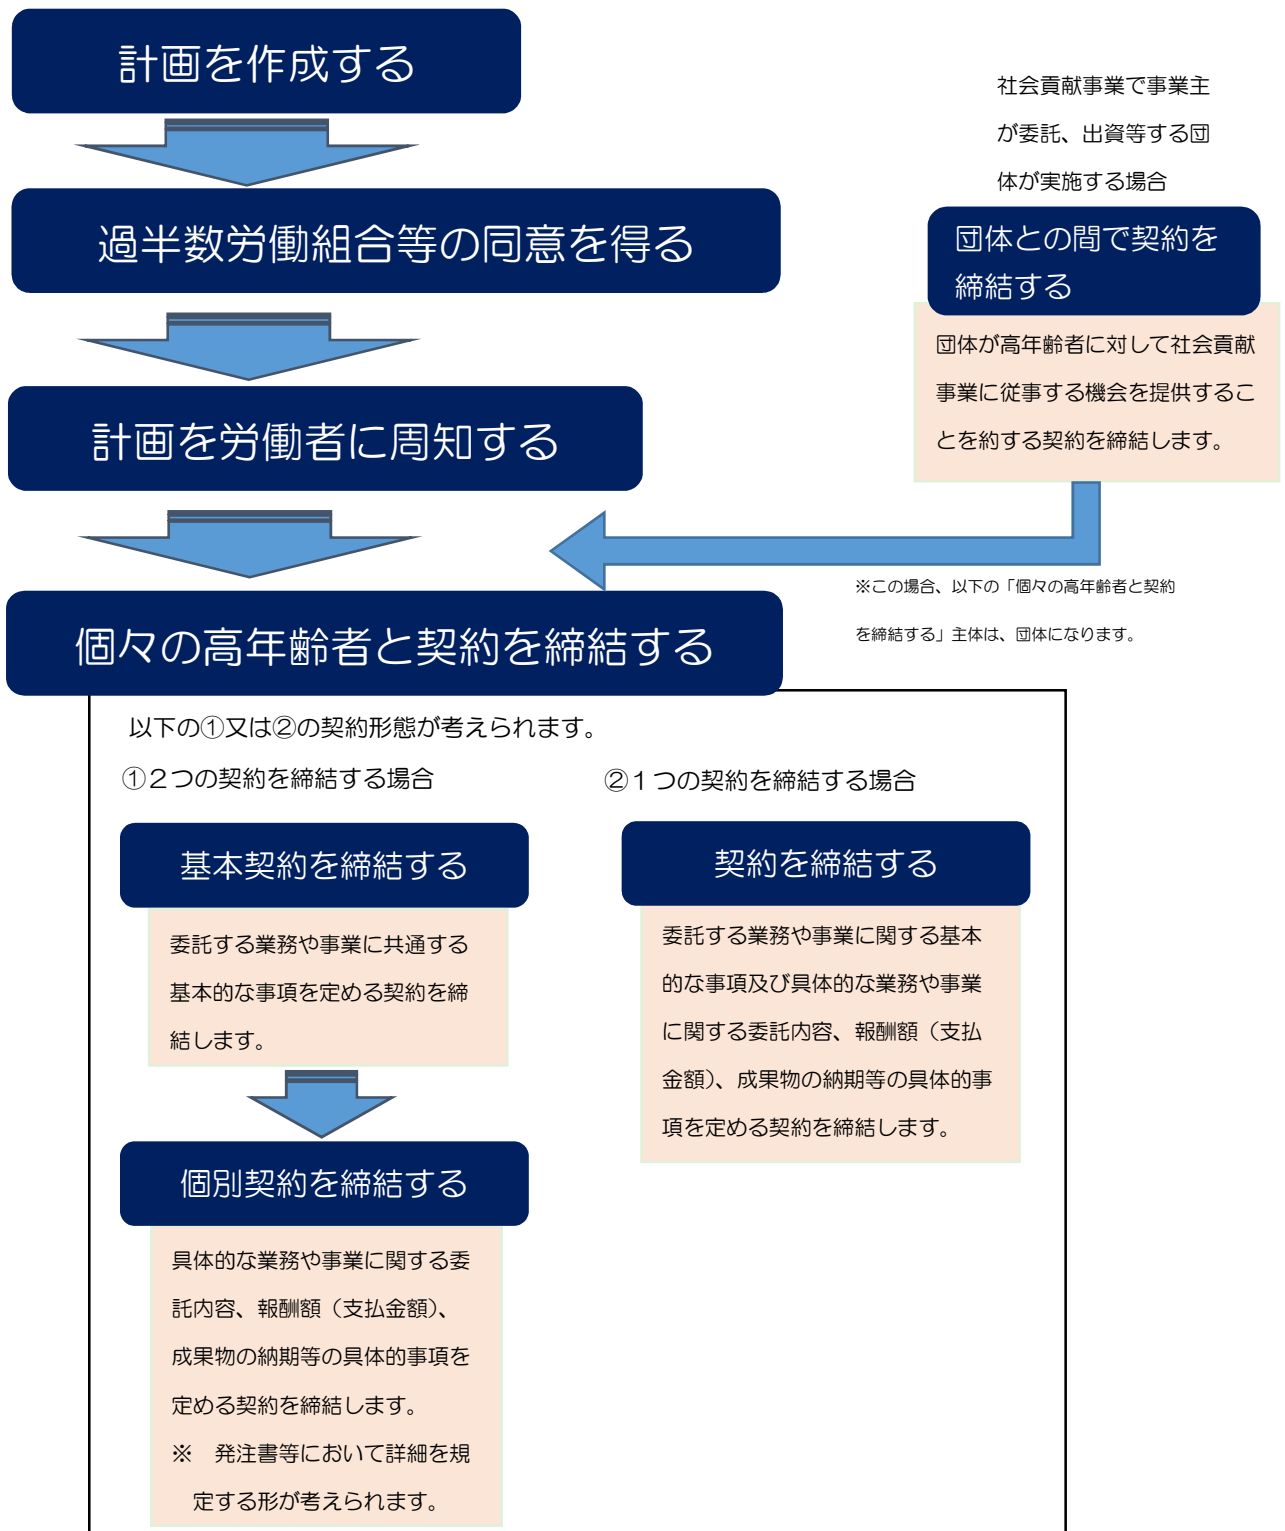 計画を作成する
社会貢献事業で事業主
が委託、出資等する団
体が実施する場合
過半数労働組合等の同意を得る
団体との間で契約を
締結する
団体が高年齢者に対して社会貢献
事業に従事する機会を提供するこ
とを約する契約を締結します。
計画を労働者に周知する
※この場合、以下の「個々の高年齢者と契約
を締結する」主体は、団体になります。
個々の高年齢者と契約を締結する
以下の①又は②の契約形態が考えられます。
①２つの契約を締結する場合
基本契約を締結する
委託する業務や事業に共通する
基本的な事項を定める契約を締
結します。
個別契約を締結する
具体的な業務や事業に関する委
託内容、報酬額（支払金額）、
成果物の納期等の具体的事項を
定める契約を締結します。
※　発注書等において詳細を規
定する形が考えられます。
②１つの契約を締結する場合
契約を締結する
委託する業務や事業に関する基本
的な事項及び具体的な業務や事業
に関する委託内容、報酬額（支払
金額）、成果物の納期等の具体的事
項を定める契約を締結します。